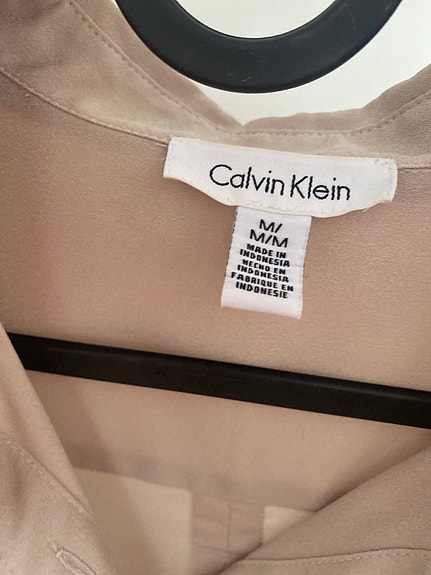 Calvin Klein
M/
M/M
MADE IN
INDONESIA
HECHO EN
INDONESIA
FABRIQUE EN
INDONESIE